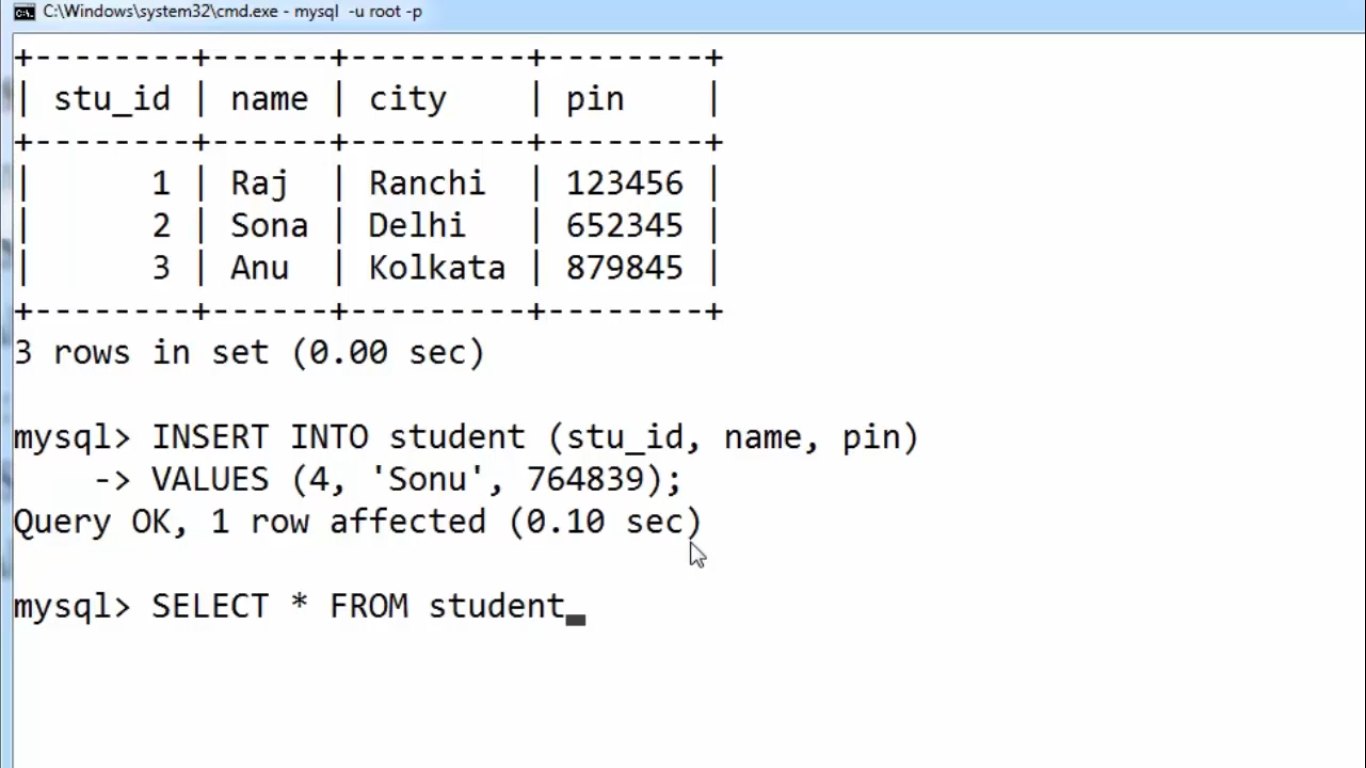 C:\Windows\system32\cmd.exe - mysql -u root -p
+--------+------+---------+--------+
| stu_id | name | city    | pin    |
+--------+------+---------+--------+
|      1 | Raj  | Ranchi  | 123456 |
|      2 | Sona | Delhi   | 652345 |
|      3 | Anu  | Kolkata | 879845 |
+--------+------+---------+--------+
3 rows in set (0.00 sec)
mysql> INSERT INTO student (stu_id, name, pin)
    -> VALUES (4, 'Sonu', 764839);
Query OK, 1 row affected (0.10 sec)
mysql> SELECT * FROM student